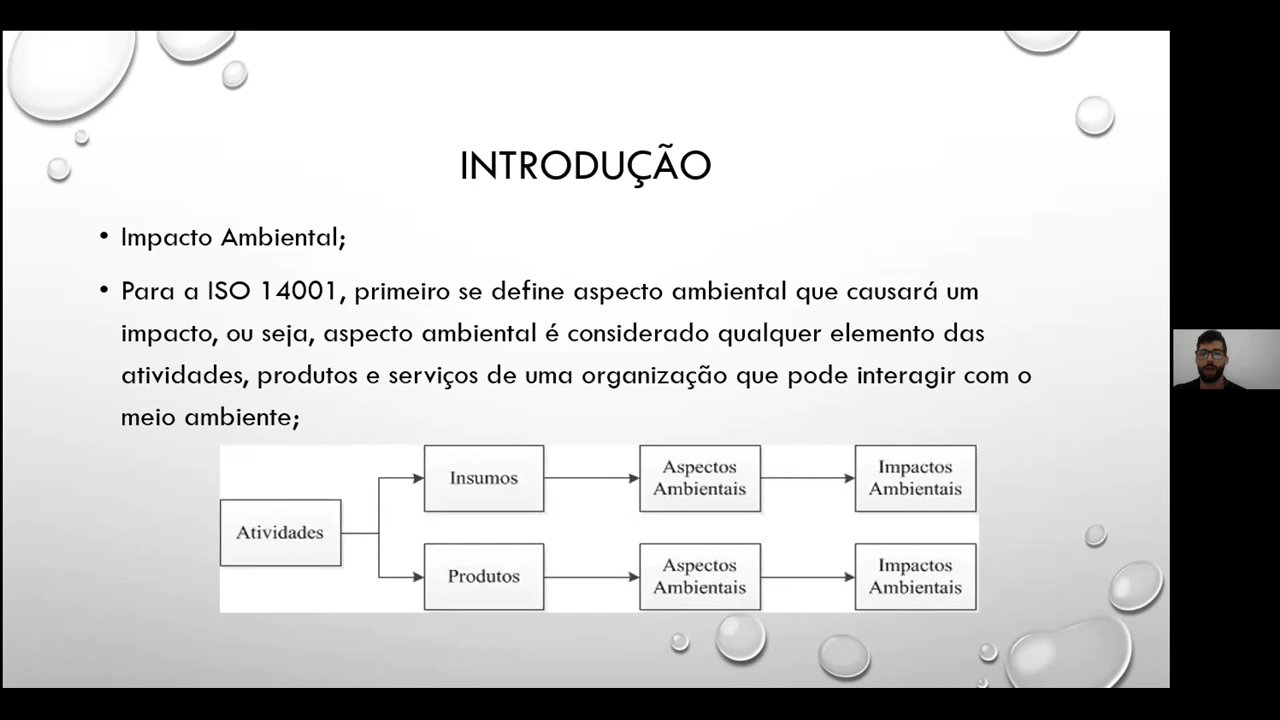 INTRODUÇÃO
• Impacto Ambiental;
• Para a ISO 14001, primeiro se define aspecto ambiental que causará um
impacto, ou seja, aspecto ambiental é considerado qualquer elemento das
atividades, produtos e serviços de uma organização que pode interagir com o
meio ambiente;
Atividades
Insumos
Aspectos
Ambientais
Impactos
Ambientais
Produtos
Aspectos
Ambientais
Impactos
Ambientais